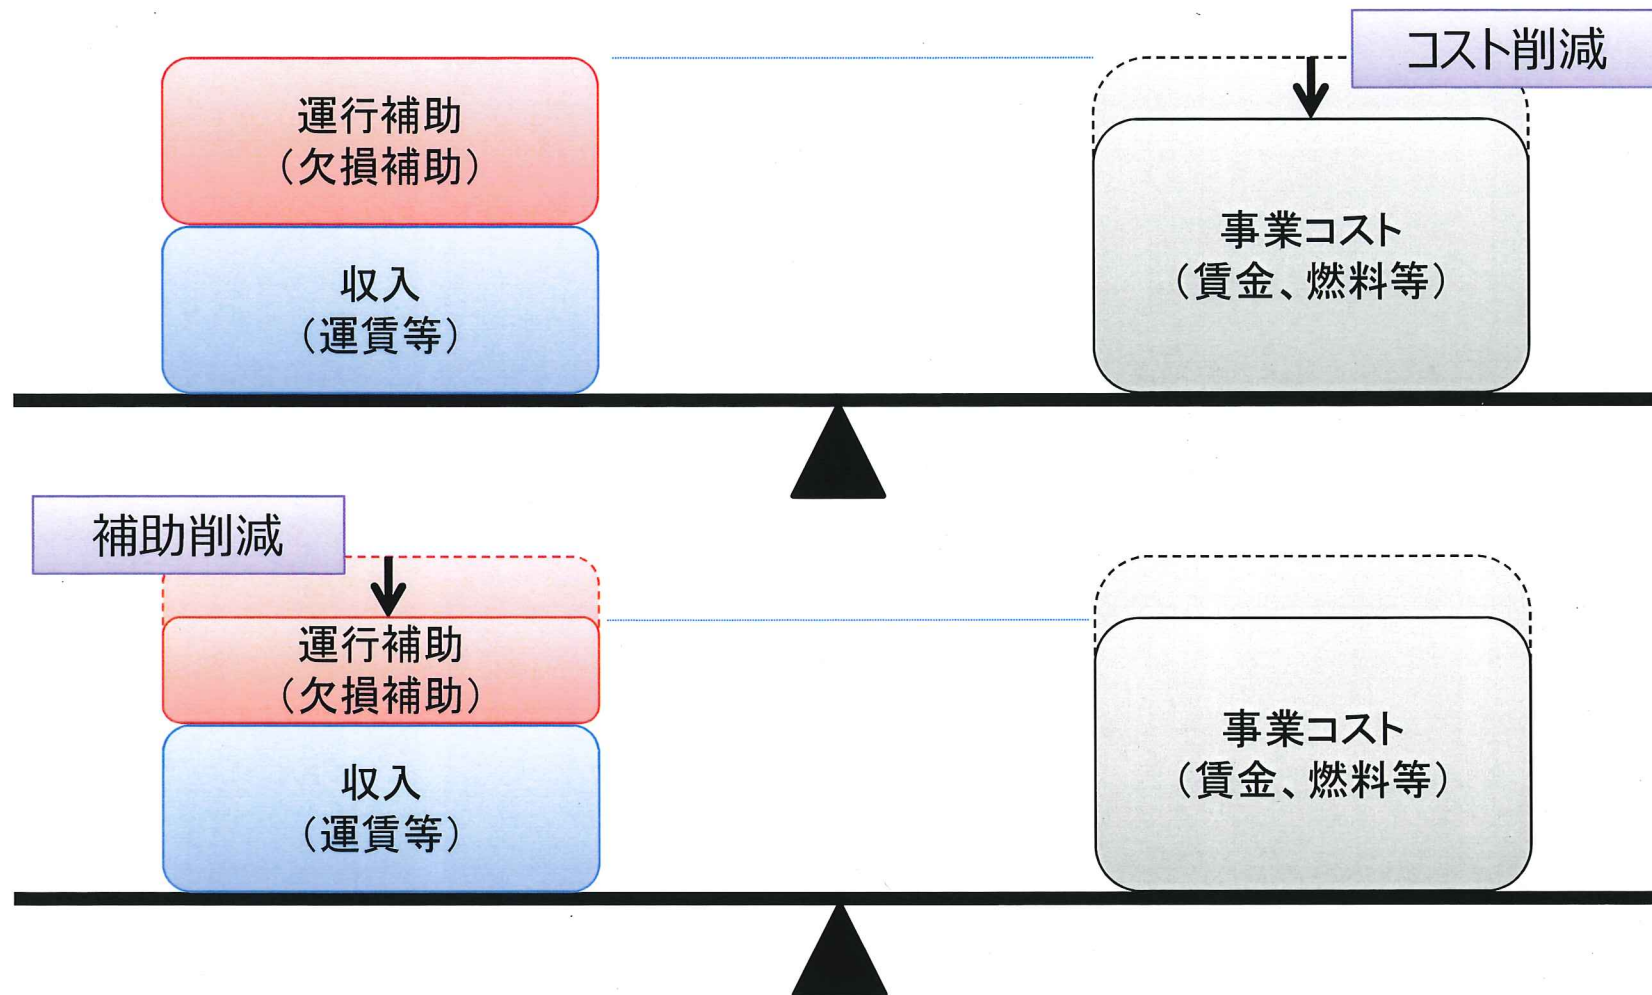 コスト削減
運行補助
(欠損補助)
収入
(運賃等)
事業コスト
(賃金、燃料等)
補助削減
運行補助
(欠損補助)
収入
(運賃等)
事業コスト
(賃金、燃料等)